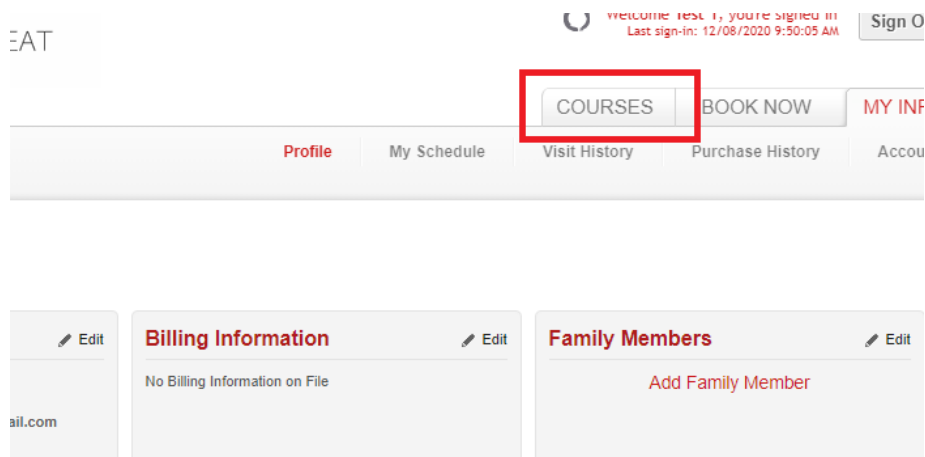 EAT
Welcome Test 1, you're signed in
Last sign-in: 12/08/2020 9:50:05 AM
Sign O
COURSES
BOOK NOW
MY INF
Profile
My Schedule
Visit History
Purchase History
Accou
Edit
Billing Information
Edit
Family Members
Edit
No Billing Information on File
Add Family Member
ail.com